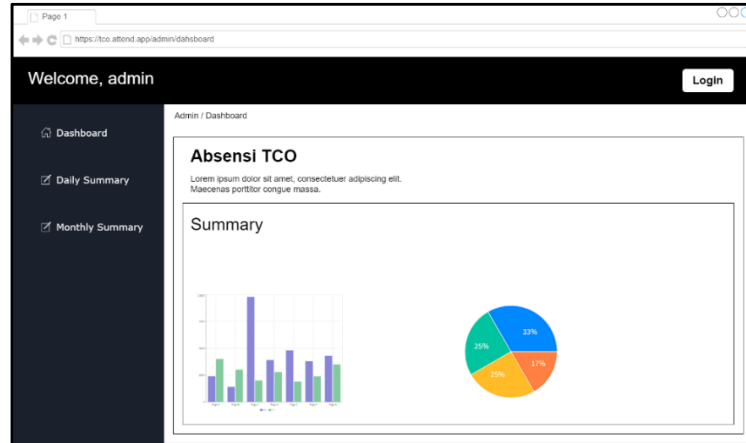 Page 1
https://tco.attend.app/admin/dahsboard
Welcome, admin
Login
Admin / Dashboard
Dashboard
Daily Summary
Monthly Summary
Absensi TCO
Lorem ipsum dolor sit amet, consectetuer adipiscing elit.
Maecenas porttitor congue massa.
Summary
33%
25%
17%
25%